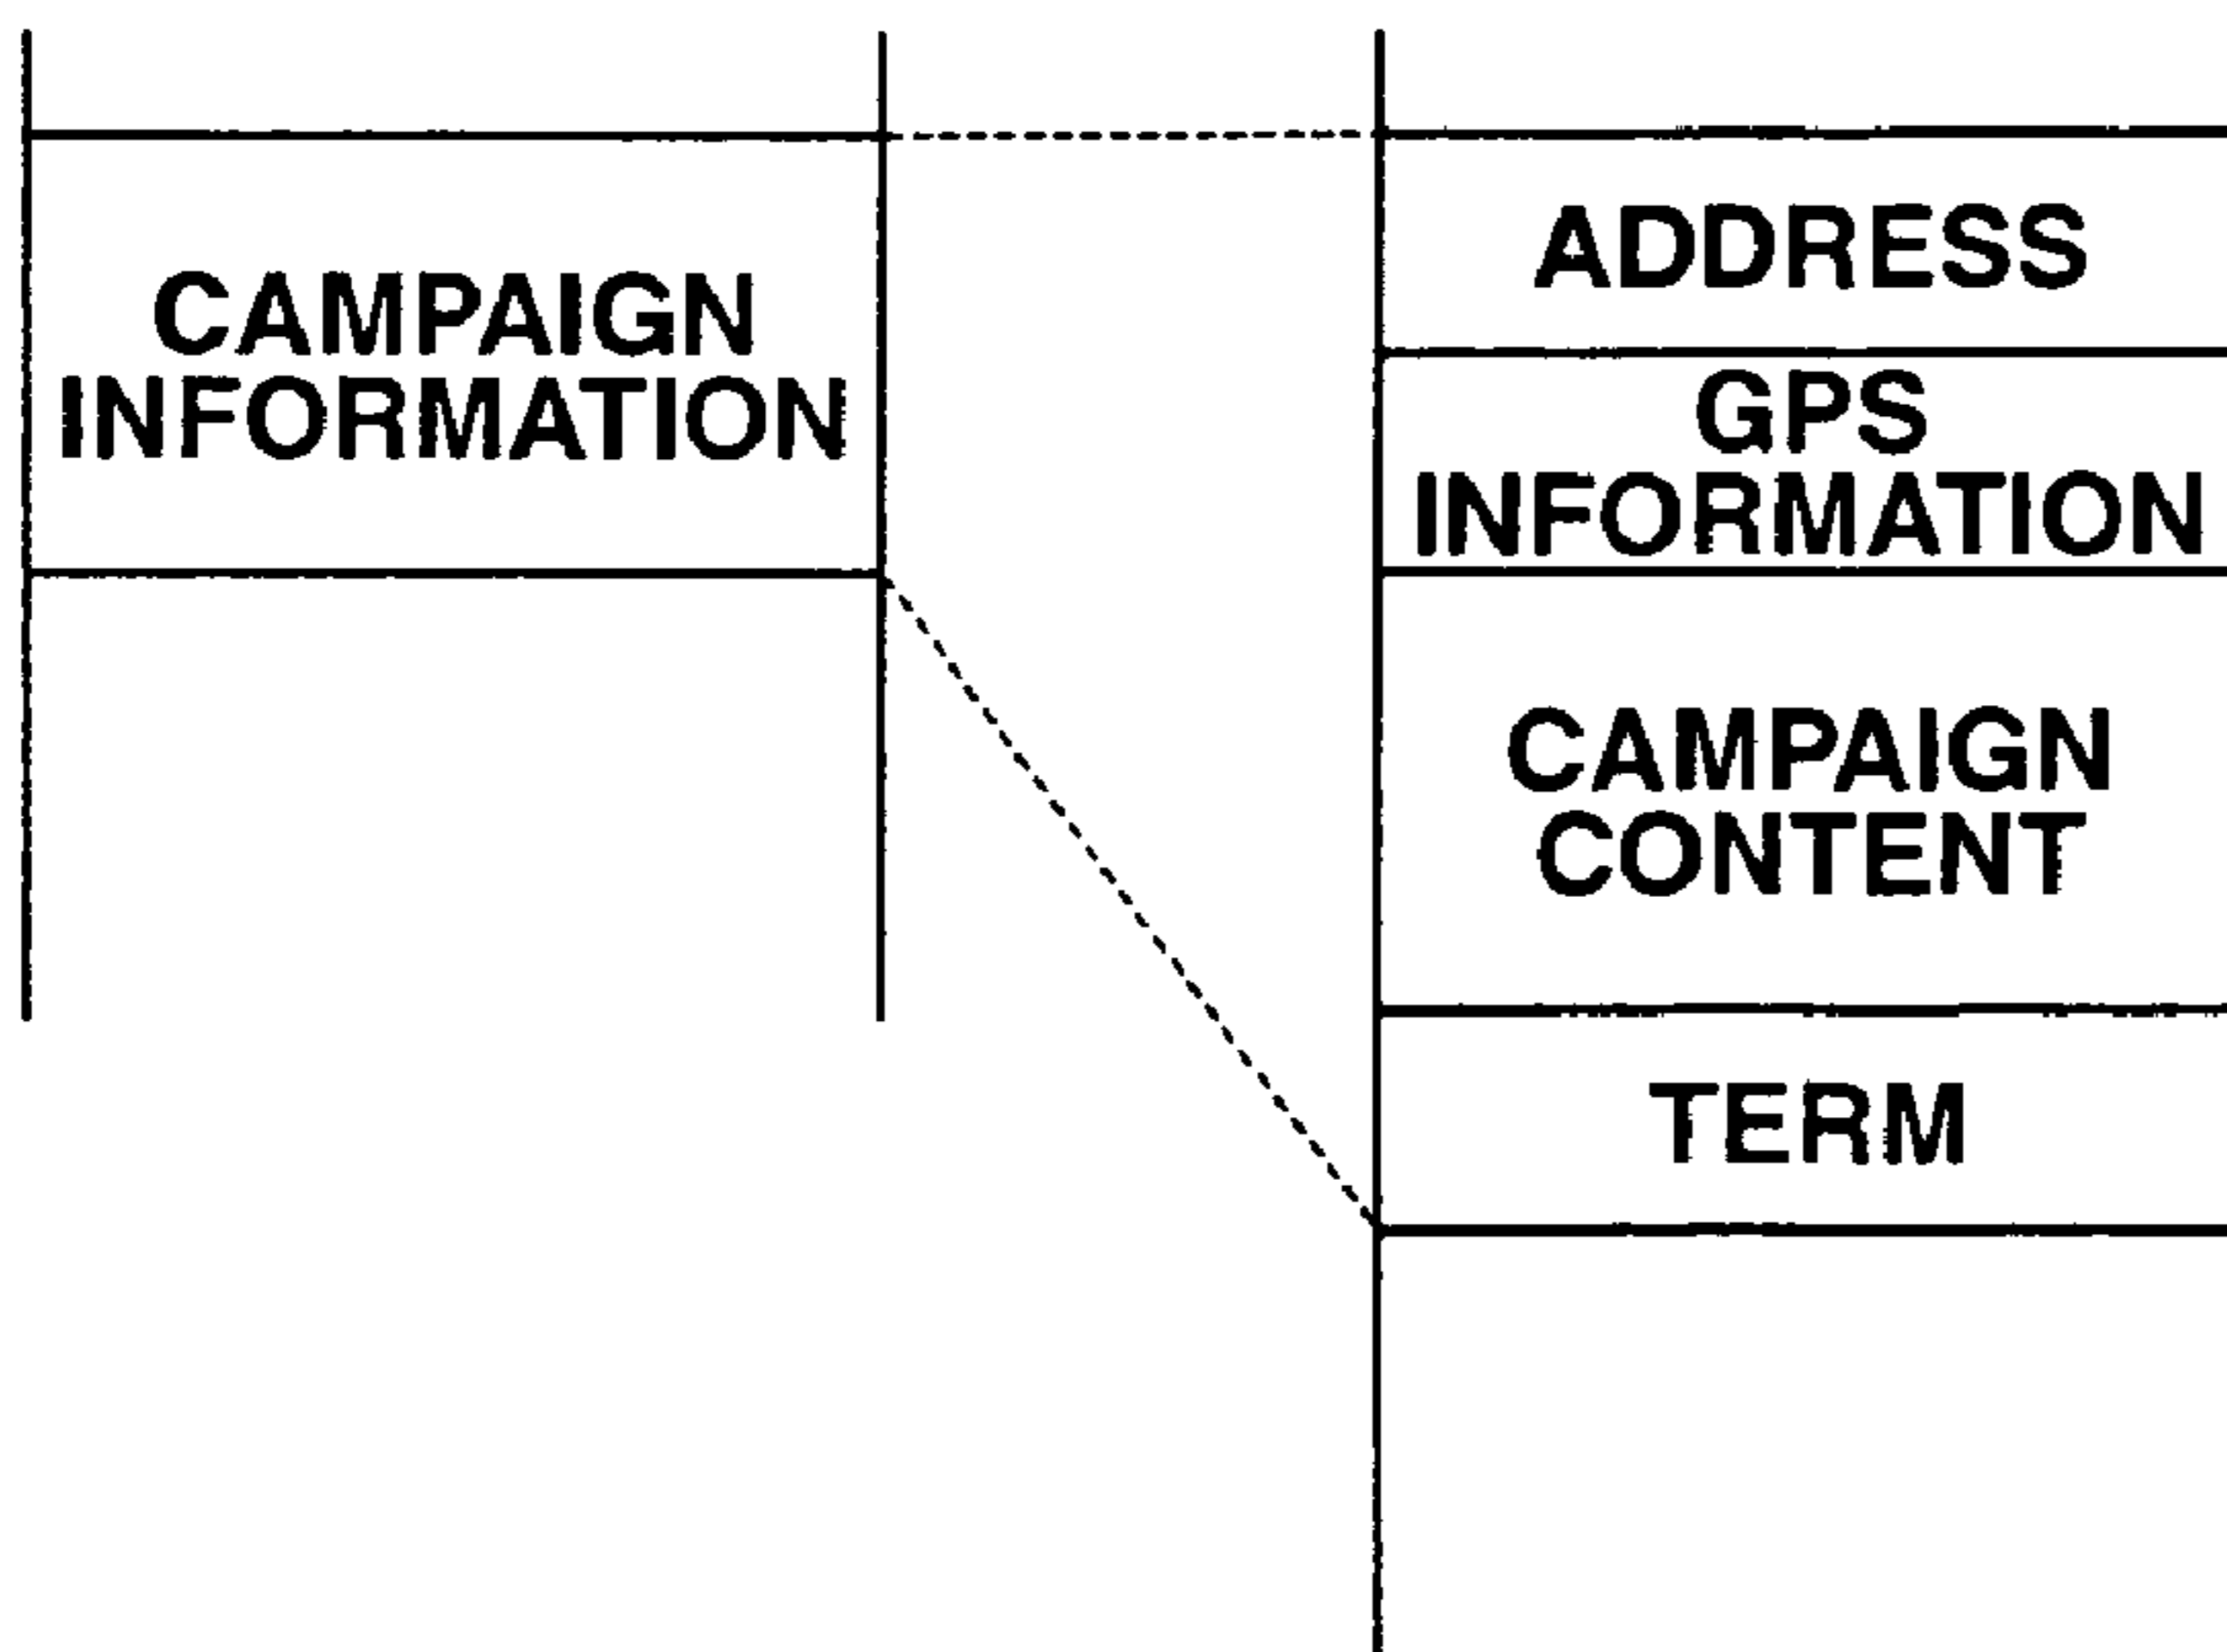 CAMPAIGN
INFORMATION
ADDRESS
GPS
INFORMATION
CAMPAIGN
CONTENT
TERM